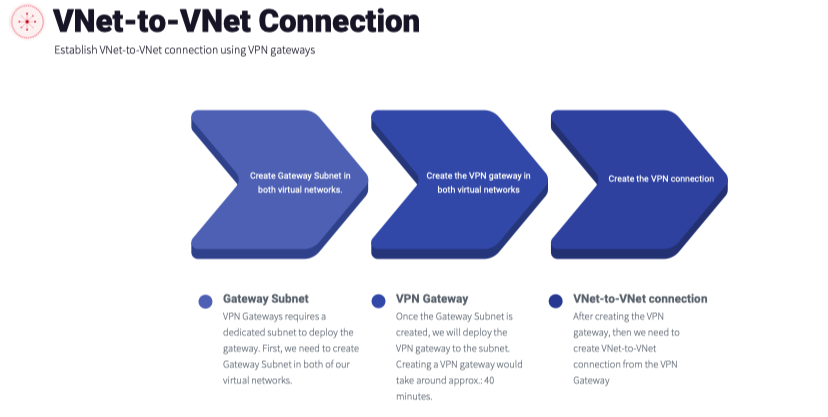 VNet-to-VNet Connection
Establish VNet-to-VNet connection using VPN gateways
Create Gateway Subnet in
both virtual networks.
Create the VPN gateway in
both virtual networks
Create the VPN connection
Gateway Subnet
VPN Gateways requires a
dedicated subnet to deploy the
gateway. First, we need to create
Gateway Subnet in both of our
virtual networks.
VPN Gateway
Once the Gateway Subnet is
created, we will deploy the
VPN gateway to the subnet.
Creating a VPN gateway would
take around approx.: 40
minutes.
VNet-to-VNet connection
After creating the VPN
gateway, then we need to
create VNet-to-VNet
connection from the VPN
Gateway